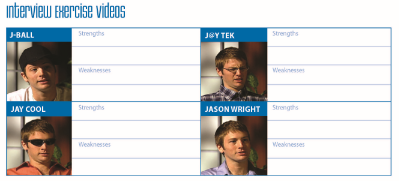 INTERVIEW EXERCISE VIDEOS
J-BALL
Strengths
Weaknesses
J@Y TEK
Strengths
Weaknesses
JAY COOL
Strengths
Weaknesses
JASON WRIGHT
Strengths
Weaknesses